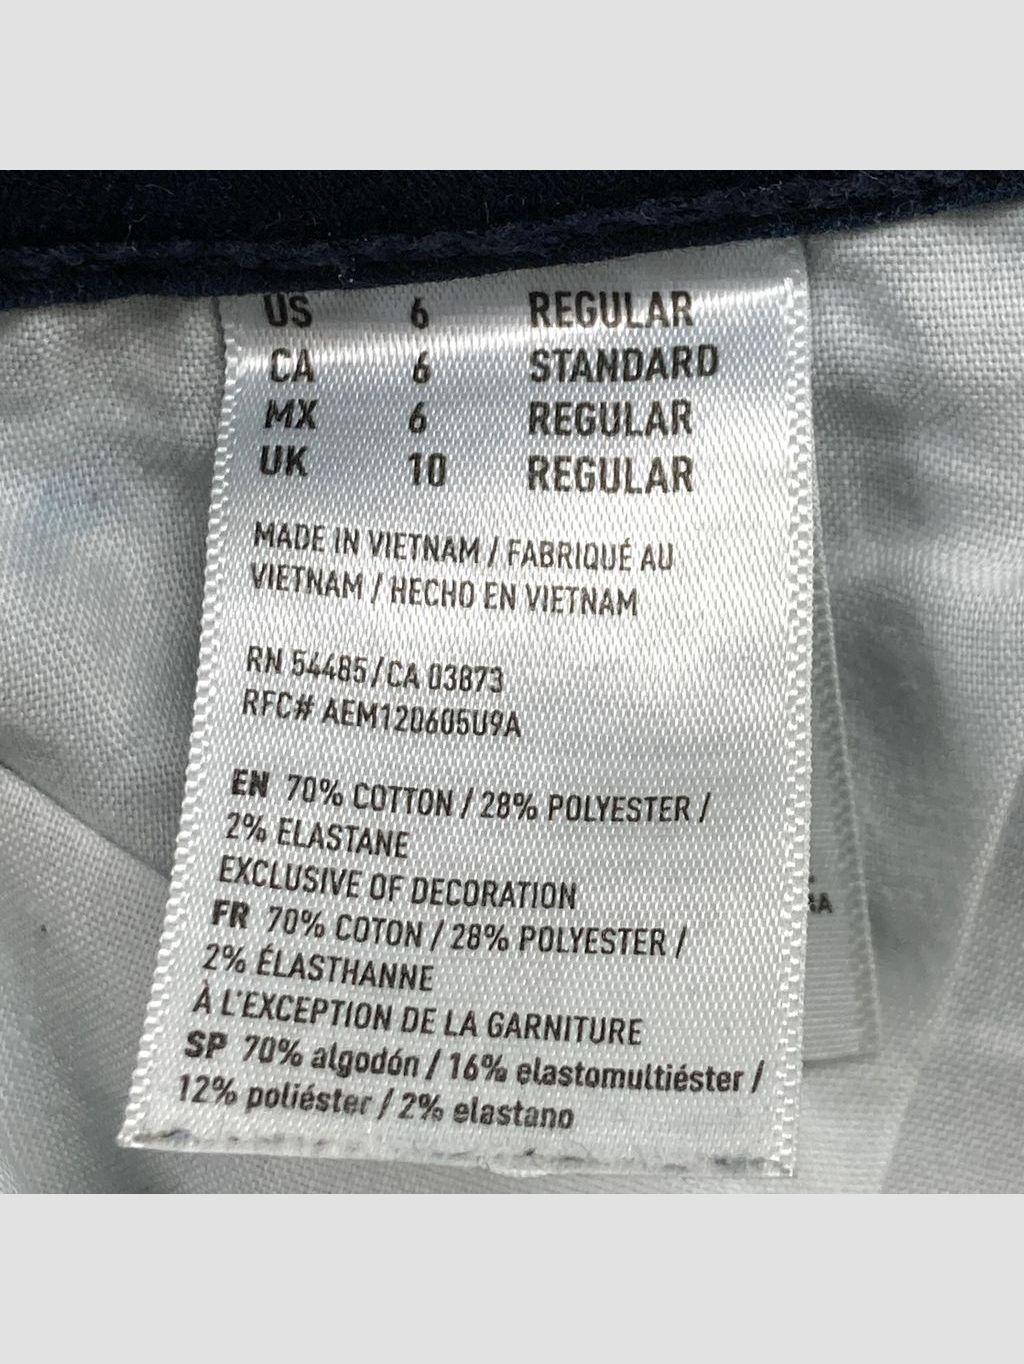 US 6 REGULAR
CA 6 STANDARD
MX 6 REGULAR
UK 10 REGULAR
MADE IN VIETNAM / FABRIQUÉ AU
VIETNAM / HECHO EN VIETNAM
RN 54485/CA 03873
RFC# AEM120605U9A
EN 70% COTTON / 28% POLYESTER /
2% ELASTANE
EXCLUSIVE OF DECORATION
FR 70% COTON / 28% POLYESTER /
2% ÉLASTHANNE
À L'EXCEPTION DE LA GARNITURE
SP 70% algodón / 16% elastomultiéster /
12% poliéster / 2% elastano